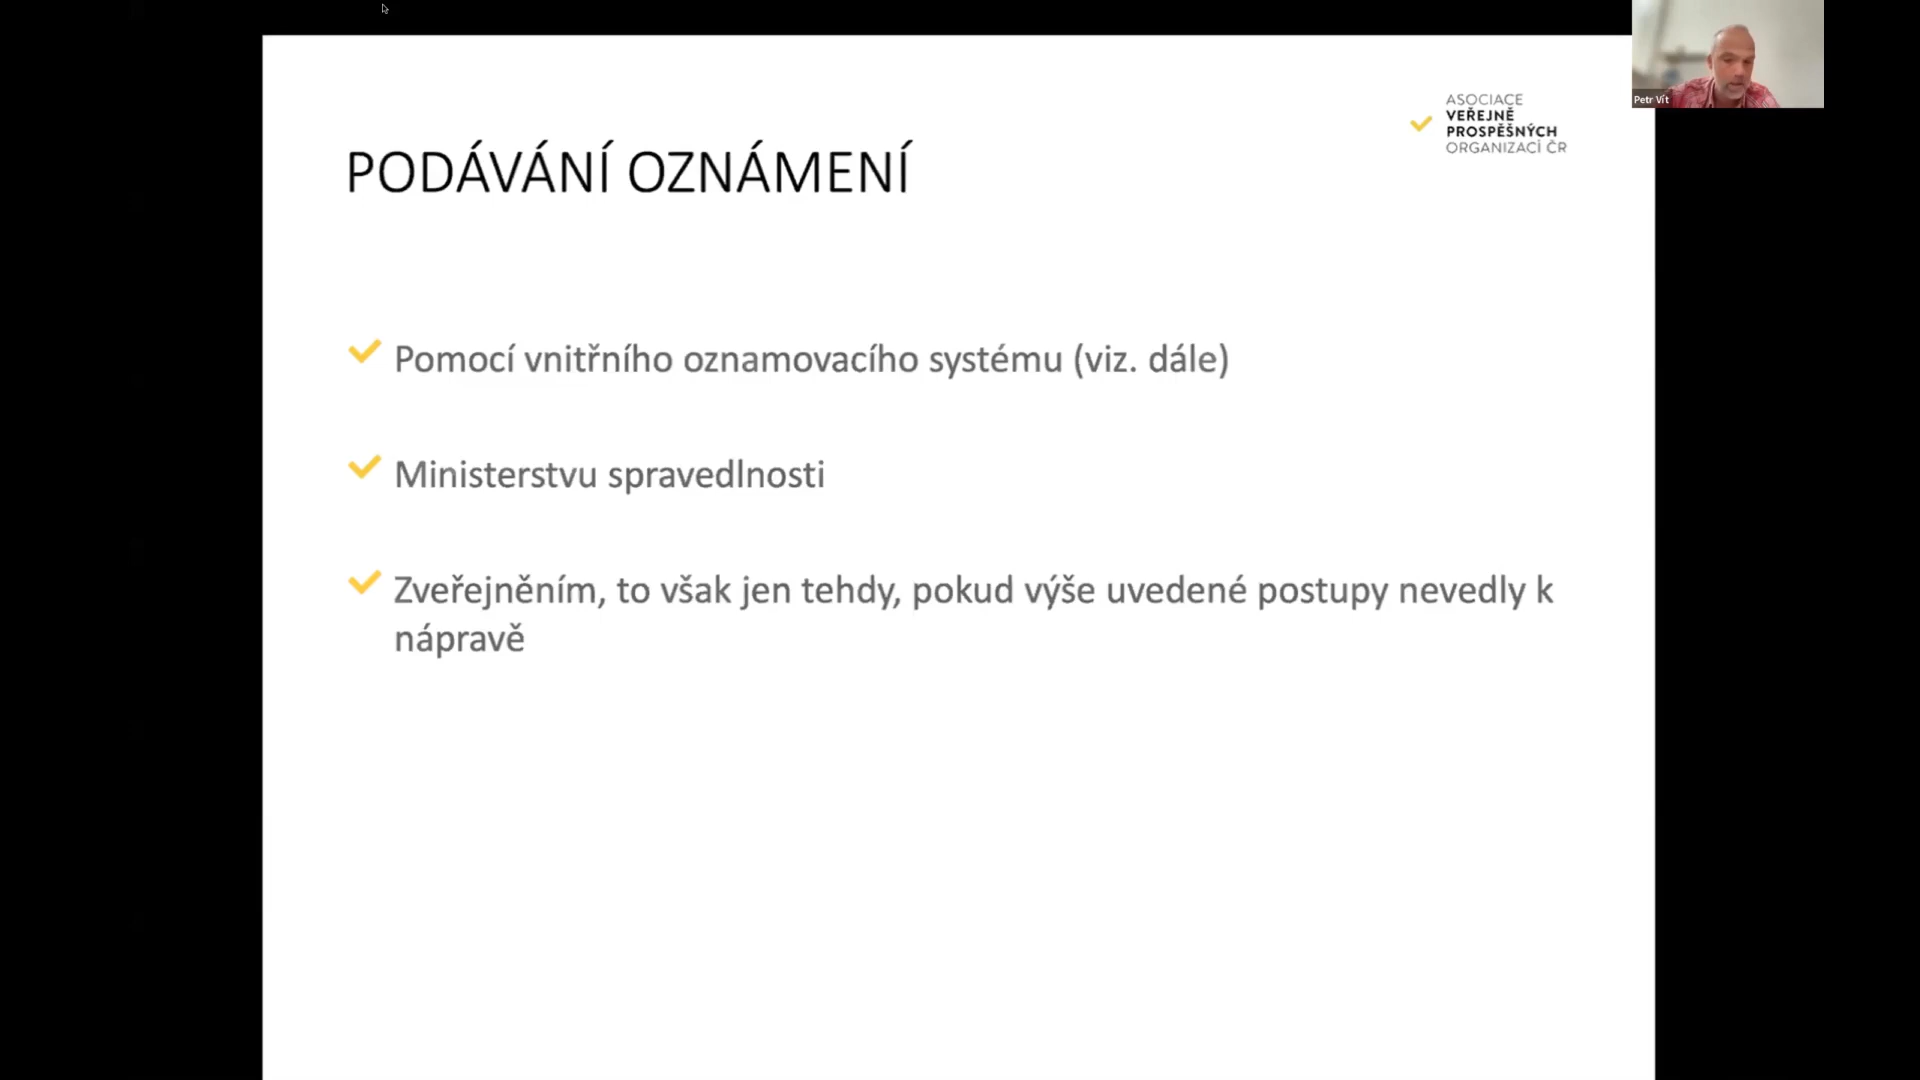 Petr Vít
ASOCIACE
VEŘEJNĚ
PROSPĚŠNÝCH
ORGANIZACÍ ČR
PODÁVÁNÍ OZNÁMENÍ
Pomocí vnitřního oznamovacího systému (viz. dále)
Ministerstvu spravedlnosti
Zveřejněním, to však jen tehdy, pokud výše uvedené postupy nevedly k
nápravě